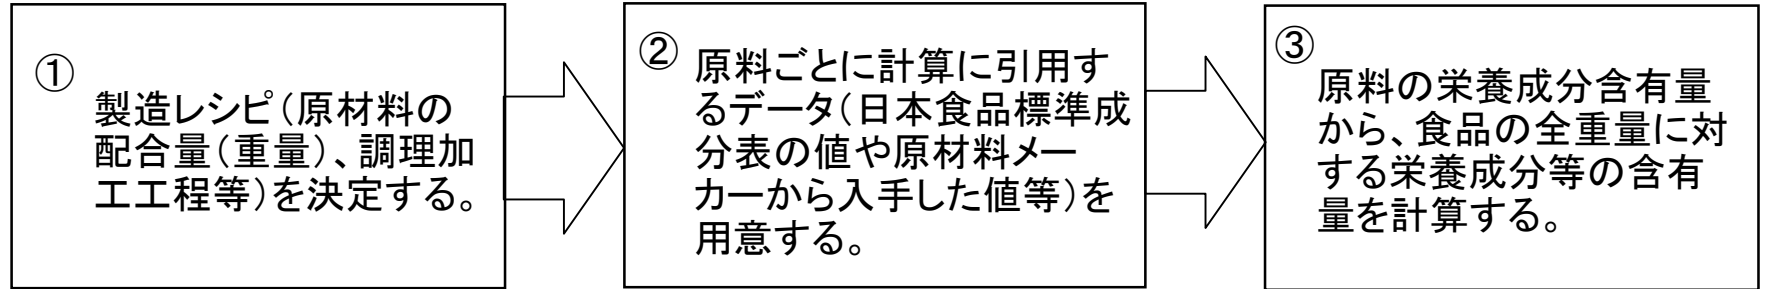 ①
製造レシピ（原材料の
配合量（重量）、調理加
工工程等）を決定する。
②
原料ごとに計算に引用す
るデータ（日本食品標準成
分表の値や原材料メー
カーから入手した値等）を
用意する。
③
原料の栄養成分含有量
から、食品の全重量に対
する栄養成分等の含有
量を計算する。